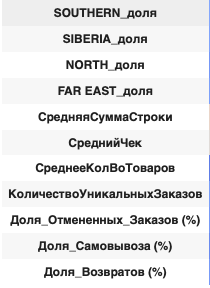 SOUTHERN_доля
SIBERIA_доля
NORTH_доля
FAR EAST_доля
СредняяСуммаСтроки
СреднийЧек
СреднееКолВоТоваров
КоличествоУникальныхЗаказов
Доля_Отмененных_Заказов (%)
Доля_Самовывоза (%)
Доля_Возвратов (%)